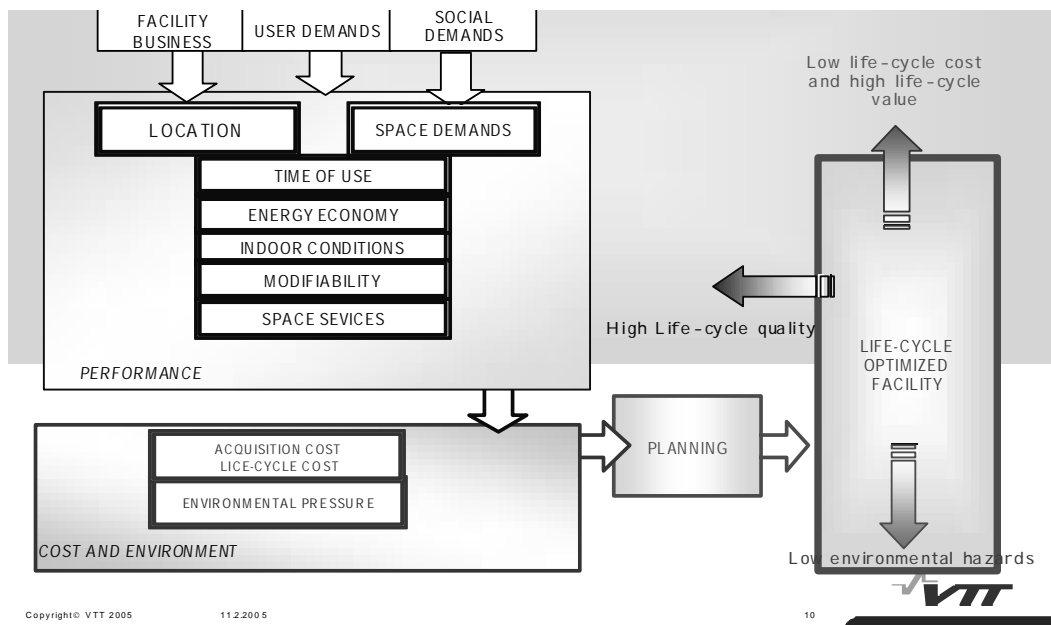 FACILITY
BUSINESS
USER DEMANDS
SOCIAL
DEMANDS
LOCATION
SPACE DEMANDS
TIME OF USE
ENERGY ECONOMY
INDOOR CONDITIONS
MODIFIABILITY
SPACE SEVICES
PERFORMANCE
ACQUISITION COST
LICE-CYCLE COST
ENVIRONMENTAL PRESSURE
COST AND ENVIRONMENT
PLANNING
Low life-cycle cost
and high life-cycle
value
High Life-cycle quality
LIFE-CYCLE
OPTIMIZED
FACILITY
Low environmental hazards
VTT
Copyright© VTT 2005
11.2.2005
10